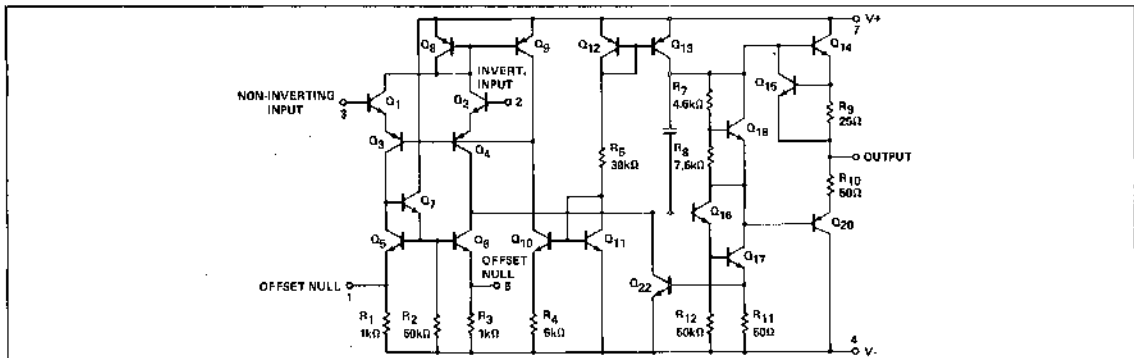 V+
7
Q8
Q9
Q12
Q13
Q14
INVERT.
INPUT
Q15
NON-INVERTING
INPUT
3
Q1
Q2
2
R7
4.6kΩ
R9
25Ω
Q18
Q3
Q4
R5
39kΩ
R8
7.6kΩ
OUTPUT
R10
50Ω
Q7
Q16
Q20
Q5
Q6
Q10
Q11
Q17
OFFSET
NULL
5
Q22
OFFSET NULL
1
R1
1kΩ
R2
50kΩ
R3
1kΩ
R4
5kΩ
R12
50kΩ
R11
50Ω
4
V-